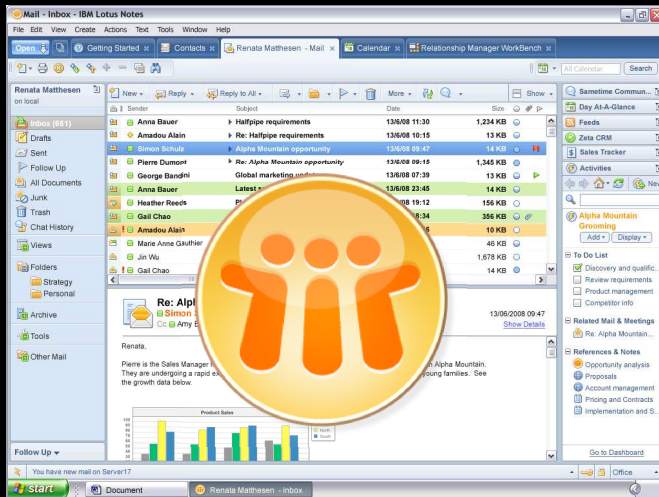 Mail - Inbox - IBM Lotus Notes
File Edit View Create Actions Text Tools Window Help
Open Getting Started Contacts Renata Matthesen - Mail Calendar Relationship Manager WorkBench
All Calendar Search
Renata Matthesen
on local
Inbox (661)
Drafts
Sent
Follow Up
All Documents
Junk
Trash
Chat History
Views
Folders
Strategy
Personal
Archive
Tools
Other Mail
Follow Up
New Reply Reply to All More Show
Sender Subject Date Size
Anna Bauer Halfpipe requirements 13/6/08 11:30 1,234 KB
Amadou Alain Re: Halfpipe requirements 13/6/08 10:15 13 KB
Simon Schulz Alpha Mountain opportunity 13/6/08 09:47 14 KB
Pierre Dumont Re: Alpha Mountain opportunity 13/6/08 09:15 1,345 KB
George Bandini Global marketing 13/6/08 07:39 13 KB
Anna Bauer Latest 13/6/08 23:45 14 KB
Heather Reeds 19:12 156 KB
Gail Chao 356 KB
Amadou Alain 10 KB
Marie Anne Gauthier 46 KB
Jin Wu 1,678 KB
Gail Chao 14 KB
Re:
Simon
Cc: Amy
13/06/2008 09:47
Show Details
Renata,
Pierre is the Sales Manager Alpha Mountain.
They are undergoing a rapid young families. See
the growth data below.
Product Sales
North
South
Sametime Commun...
Day At-A-Glance
Feeds
Zeta CRM
Sales Tracker
Activities
New
Alpha Mountain
Grooming
Add Display
To Do List
Discovery and qualific...
Review requirements
Product management
Competitor info
Related Mail & Meetings
Re: Alpha Mountain...
References & Notes
Opportunity analysis
Proposals
Account management
Pricing and Contracts
Implementation and S...
Go to Dashboard
You have new mail on Server17
Office
start Document Renata Matthesen - Inbox